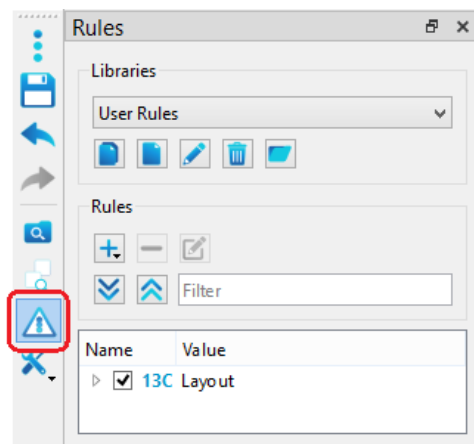 Rules
Libraries
User Rules
Rules
Filter
Name Value
13C Layout